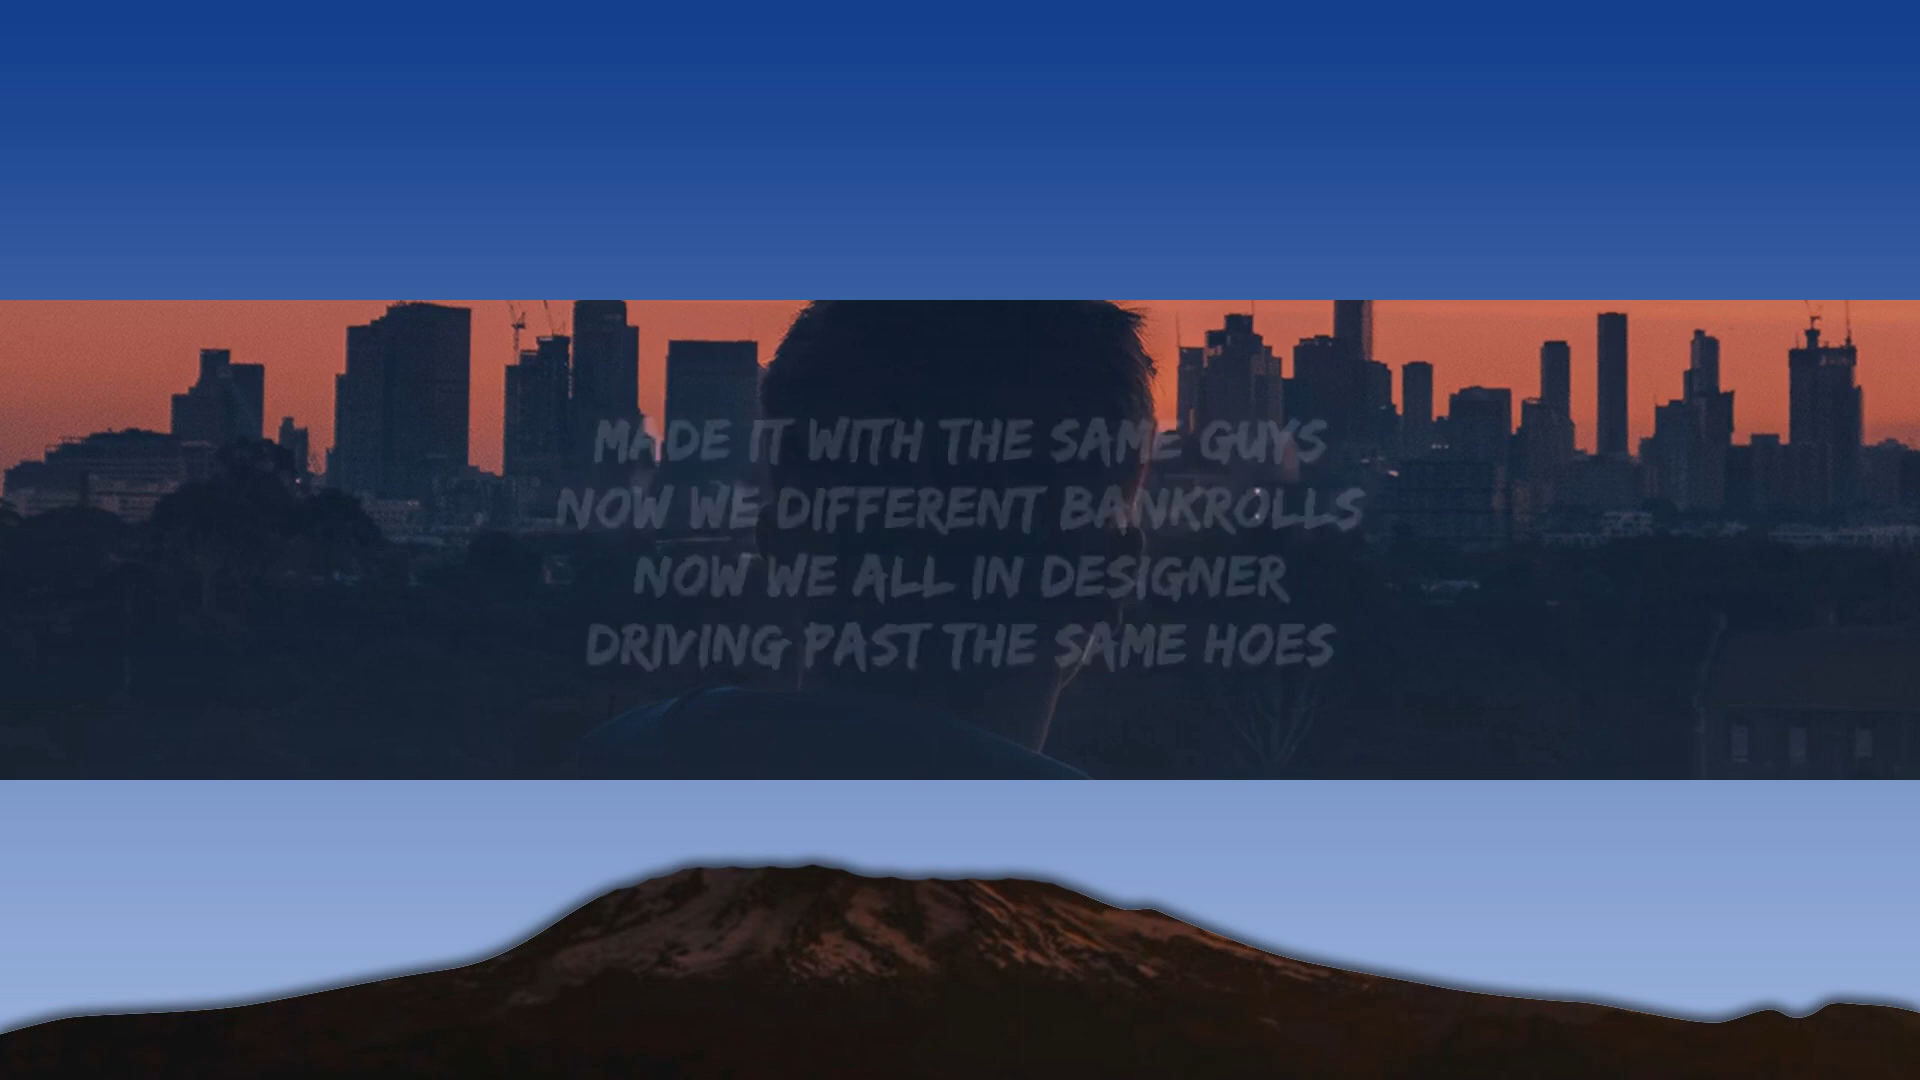 MADE IT WITH THE SAME GUYS
NOW WE DIFFERENT BANKROLLS
NOW WE ALL IN DESIGNER
DRIVING PAST THE SAME HOES